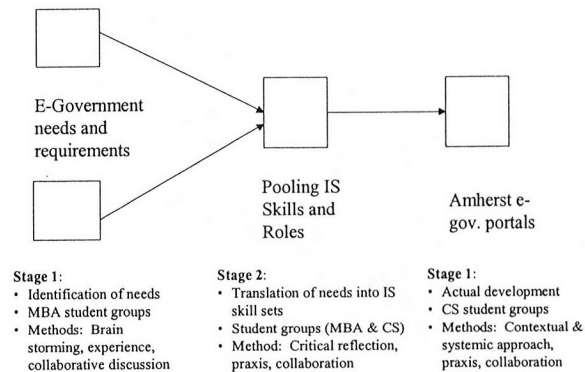 E-Government
needs and
requirements
Pooling IS
Skills and
Roles
Amherst e-
gov. portals
Stage 1:
• Identification of needs
• MBA student groups
• Methods: Brain
storming, experience,
collaborative discussion
Stage 2:
• Translation of needs into IS
skill sets
• Student groups (MBA & CS)
• Method: Critical reflection,
praxis, collaboration
Stage 1:
• Actual development
• CS student groups
• Methods: Contextual &
systemic approach,
praxis, collaboration